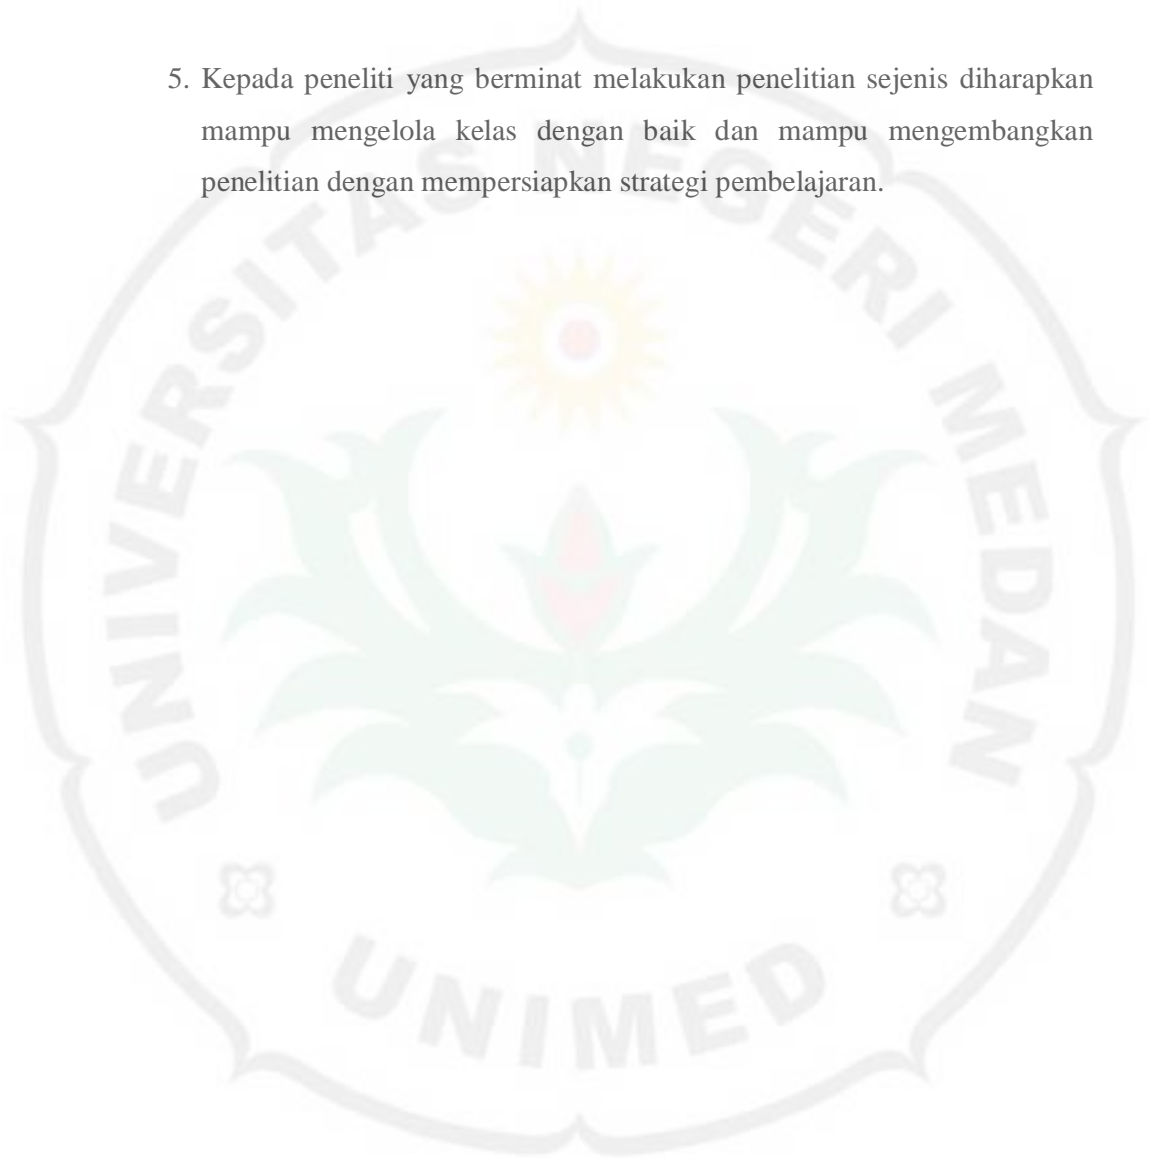 5. Kepada peneliti yang berminat melakukan penelitian sejenis diharapkan
mampu mengelola kelas dengan baik dan mampu mengembangkan
penelitian dengan mempersiapkan strategi pembelajaran.
UNIVERSITAS NEGERI MEDAN
UNIMED